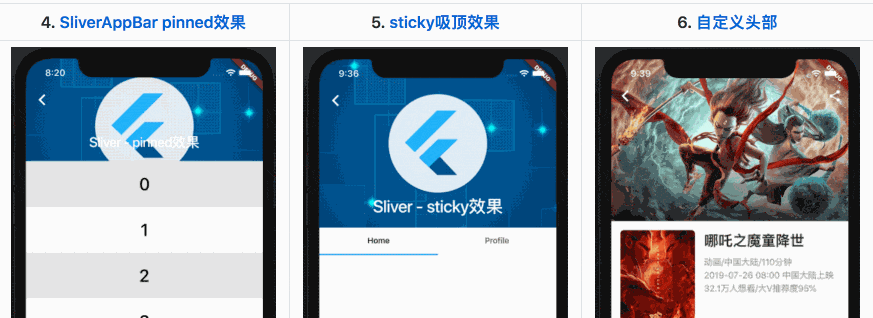 4. SliverAppBar pinned效果
5. sticky吸顶效果
6. 自定义头部
8:20
DEBUG
Sliver - pinned效果
0
1
2
9:36
DEBUG
Sliver - sticky效果
Home
Profile
9:39
DEBUG
哪吒之魔童降世
动画/中国大陆/110分钟
2019-07-26 08:00 中国大陆上映
32.1万人想看/大V推荐度95%